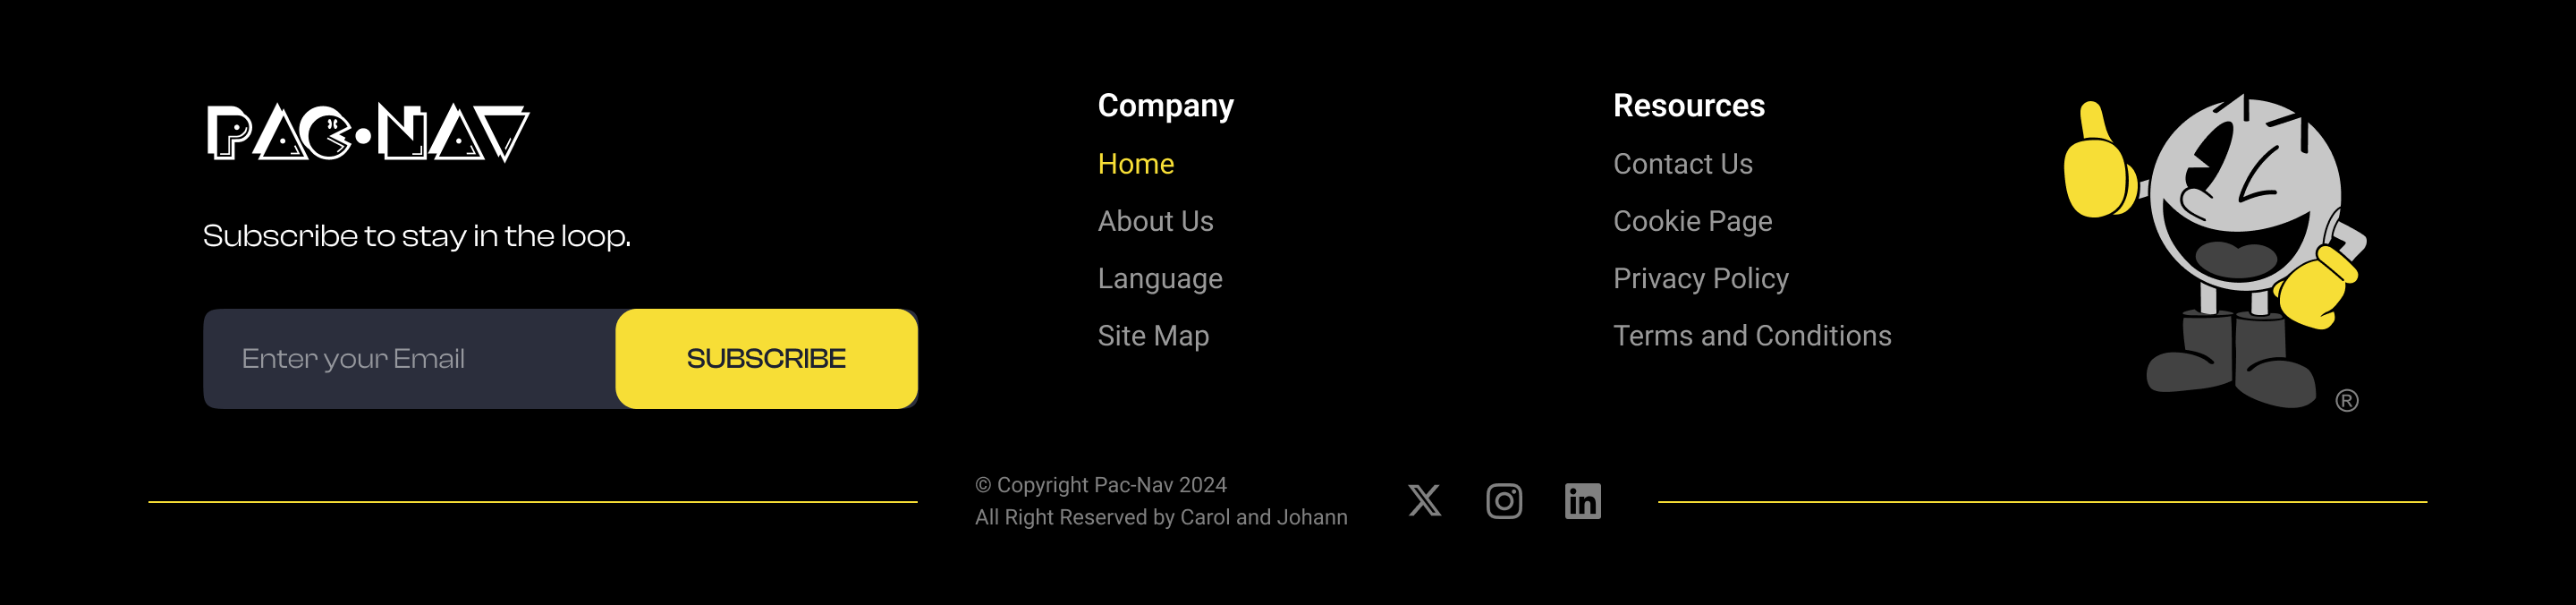 PAC•NAV
Subscribe to stay in the loop.
Enter your Email
SUBSCRIBE
Company
Home
About Us
Language
Site Map
Resources
Contact Us
Cookie Page
Privacy Policy
Terms and Conditions
®
© Copyright Pac-Nav 2024
All Right Reserved by Carol and Johann